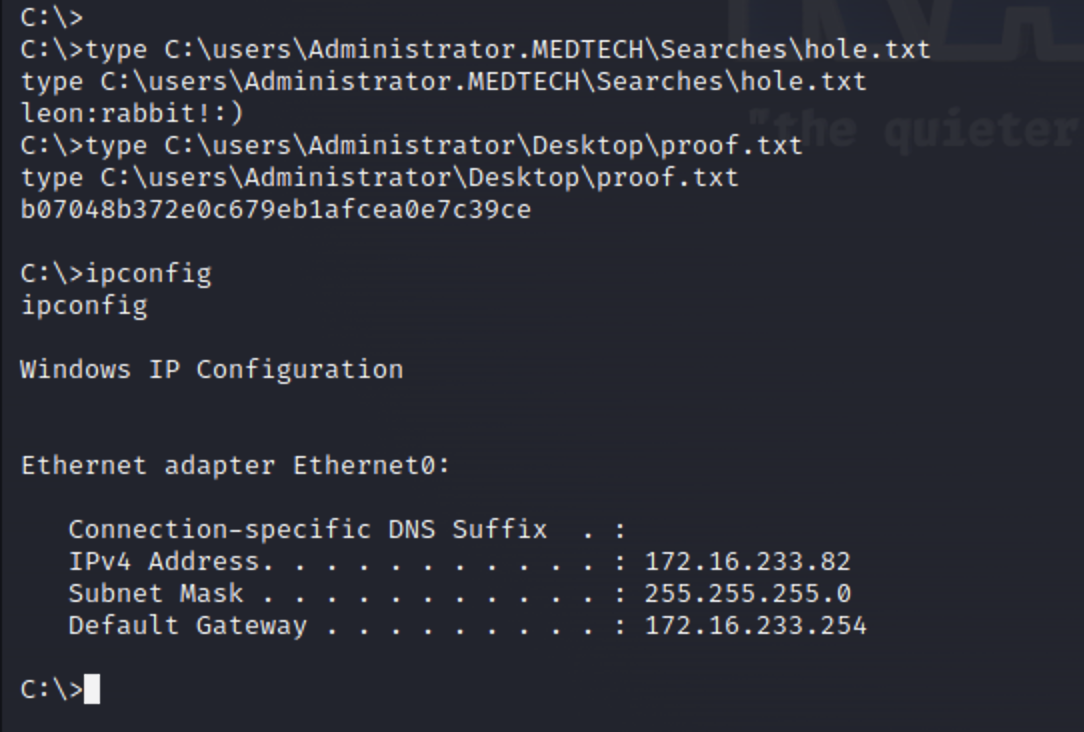 C:\>
C:\>type C:\users\Administrator.MEDTECH\Searches\hole.txt
type C:\users\Administrator.MEDTECH\Searches\hole.txt
leon:rabbit!:)
C:\>type C:\users\Administrator\Desktop\proof.txt
type C:\users\Administrator\Desktop\proof.txt
b07048b372e0c679eb1afcea0e7c39ce
"the quieter
C:\>ipconfig
ipconfig
Windows IP Configuration
Ethernet adapter Ethernet0:
Connection-specific DNS Suffix  . :
IPv4 Address. . . . . . . . . . . : 172.16.233.82
Subnet Mask . . . . . . . . . . . : 255.255.255.0
Default Gateway . . . . . . . . . : 172.16.233.254
C:\>